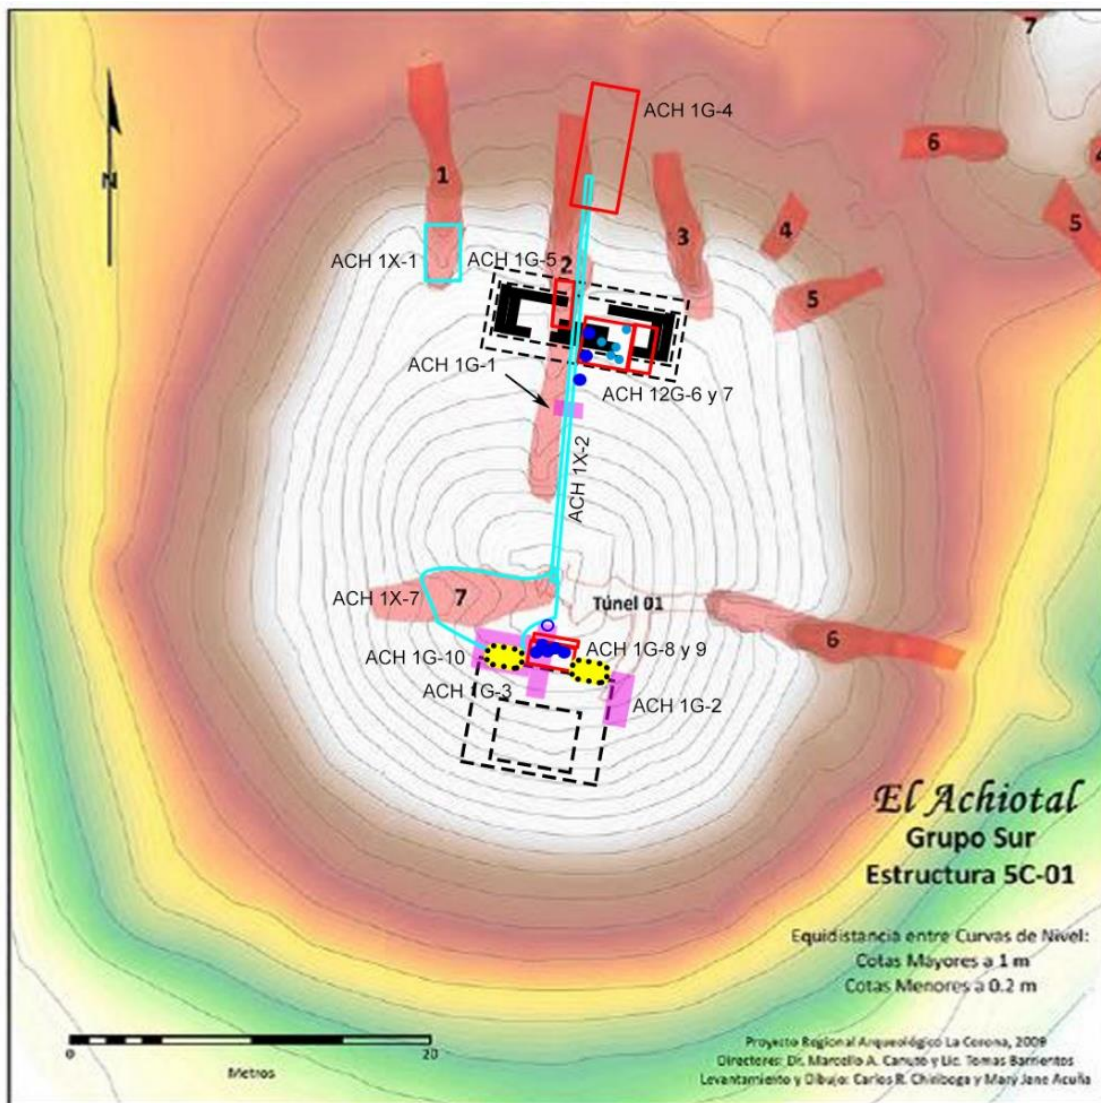 7
ACH 1G-4
6
4
1
5
3
4
ACH 1X-1
ACH 1G-5
2
5
N
ACH 1G-1
ACH 12G-6 y 7
ACH 1X-2
ACH 1X-7
7
Túnel 01
6
ACH 1G-10
ACH 1G-8 y 9
ACH 1G-3
ACH 1G-2
El Achiotal
Grupo Sur
Estructura 5C-01
Equidistancia entre Curvas de Nivel:
Cotas Mayores a 1 m
Cotas Menores a 0.2 m
0
20
Metros
Proyecto Regional Arqueológico La Corona, 2009
Directores: Dr. Marcello A. Canuto y Lic. Tomas Barrientos
Levantamiento y Dibujo: Carlos R. Chiriboga y Mary Jane Acuña